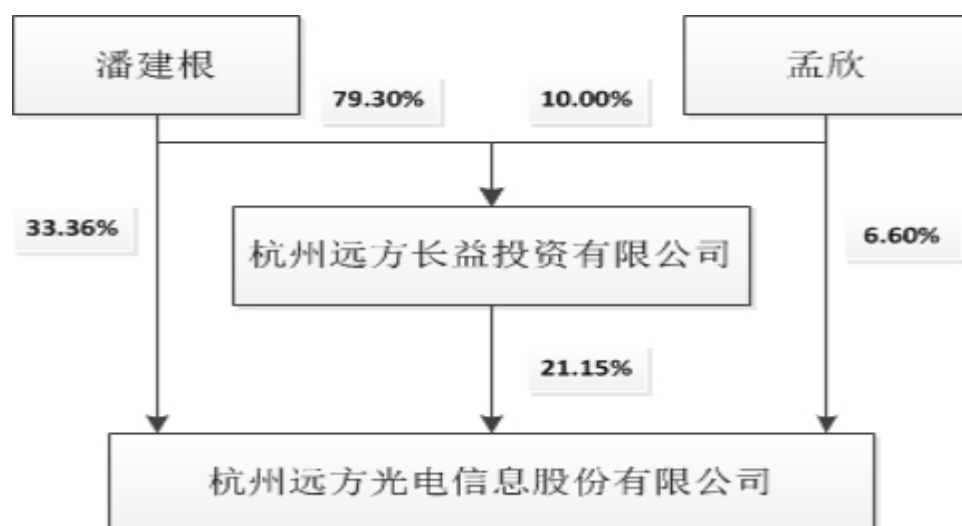 潘建根
孟欣
79.30%
10.00%
33.36%
6.60%
杭州远方长益投资有限公司
21.15%
杭州远方光电信息股份有限公司